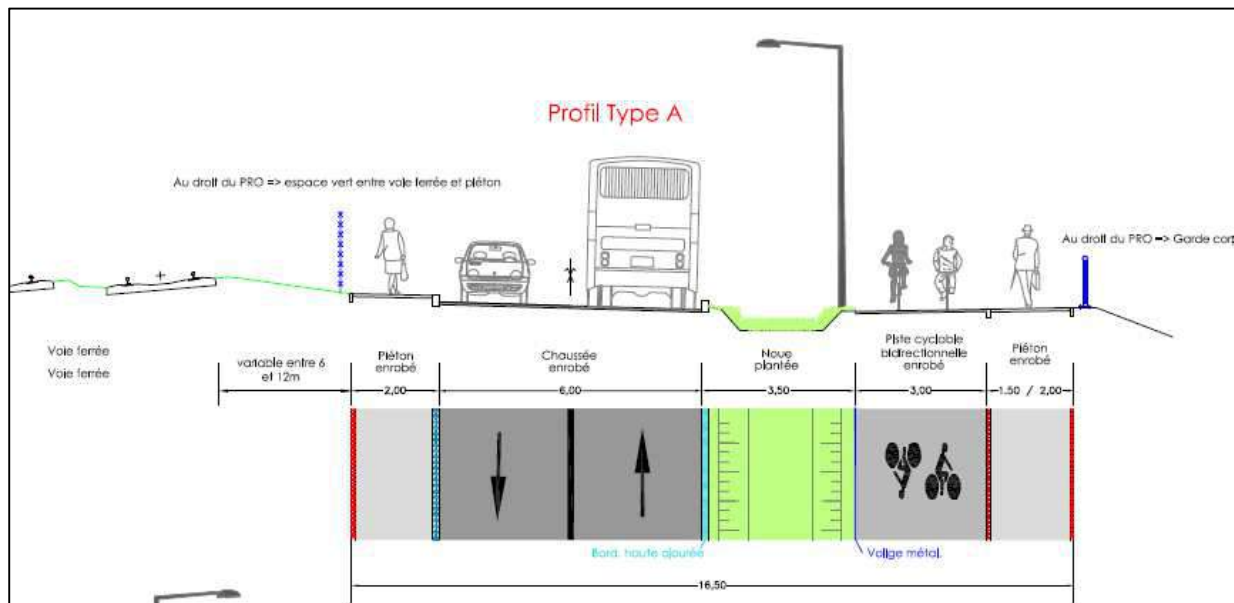 Profil Type A
Au droit du PRO => espace vert entre voie ferrée et piéton
Au droit du PRO => Garde corp
Voie ferrée
Voie ferrée
variable entre 6
et 12m
Piéton
enrobé
2,00
Chaussée
enrobé
6,00
Noue
plantée
3,50
Piste cyclable
bidirectionnelle
enrobé
3,00
Piéton
enrobé
1.50 / 2,00
Bord. haute ajourée
Volige métal.
16,50